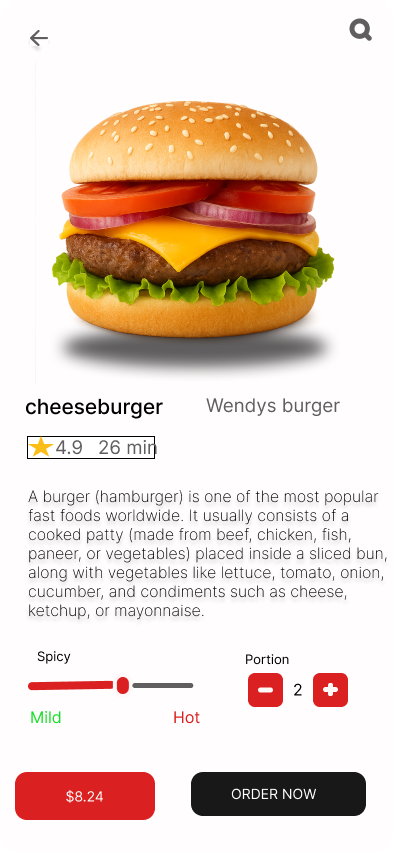 cheeseburger Wendys burger
4.9 26 min
A burger (hamburger) is one of the most popular
fast foods worldwide. It usually consists of a
cooked patty (made from beef, chicken, fish,
paneer, or vegetables) placed inside a sliced bun,
along with vegetables like lettuce, tomato, onion,
cucumber, and condiments such as cheese,
ketchup, or mayonnaise.
Spicy Portion
2
Mild Hot
$8.24 ORDER NOW